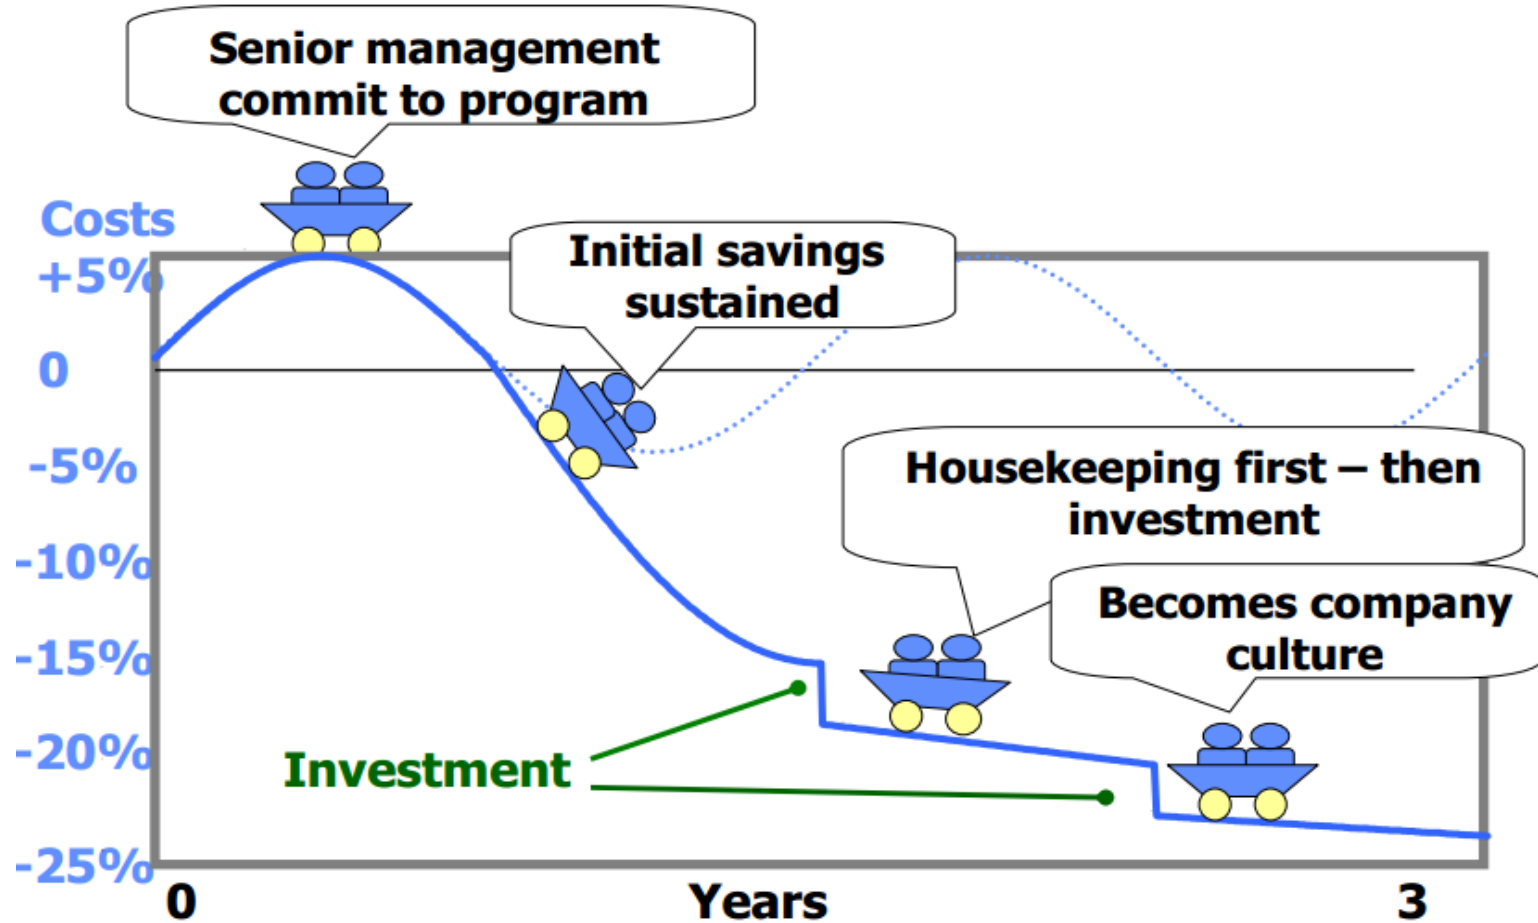 Senior management
commit to program
Costs
+5%
Initial savings
sustained
0
-5%
Housekeeping first – then
investment
-10%
Becomes company
culture
-15%
-20%
Investment
-25%
0
Years
3